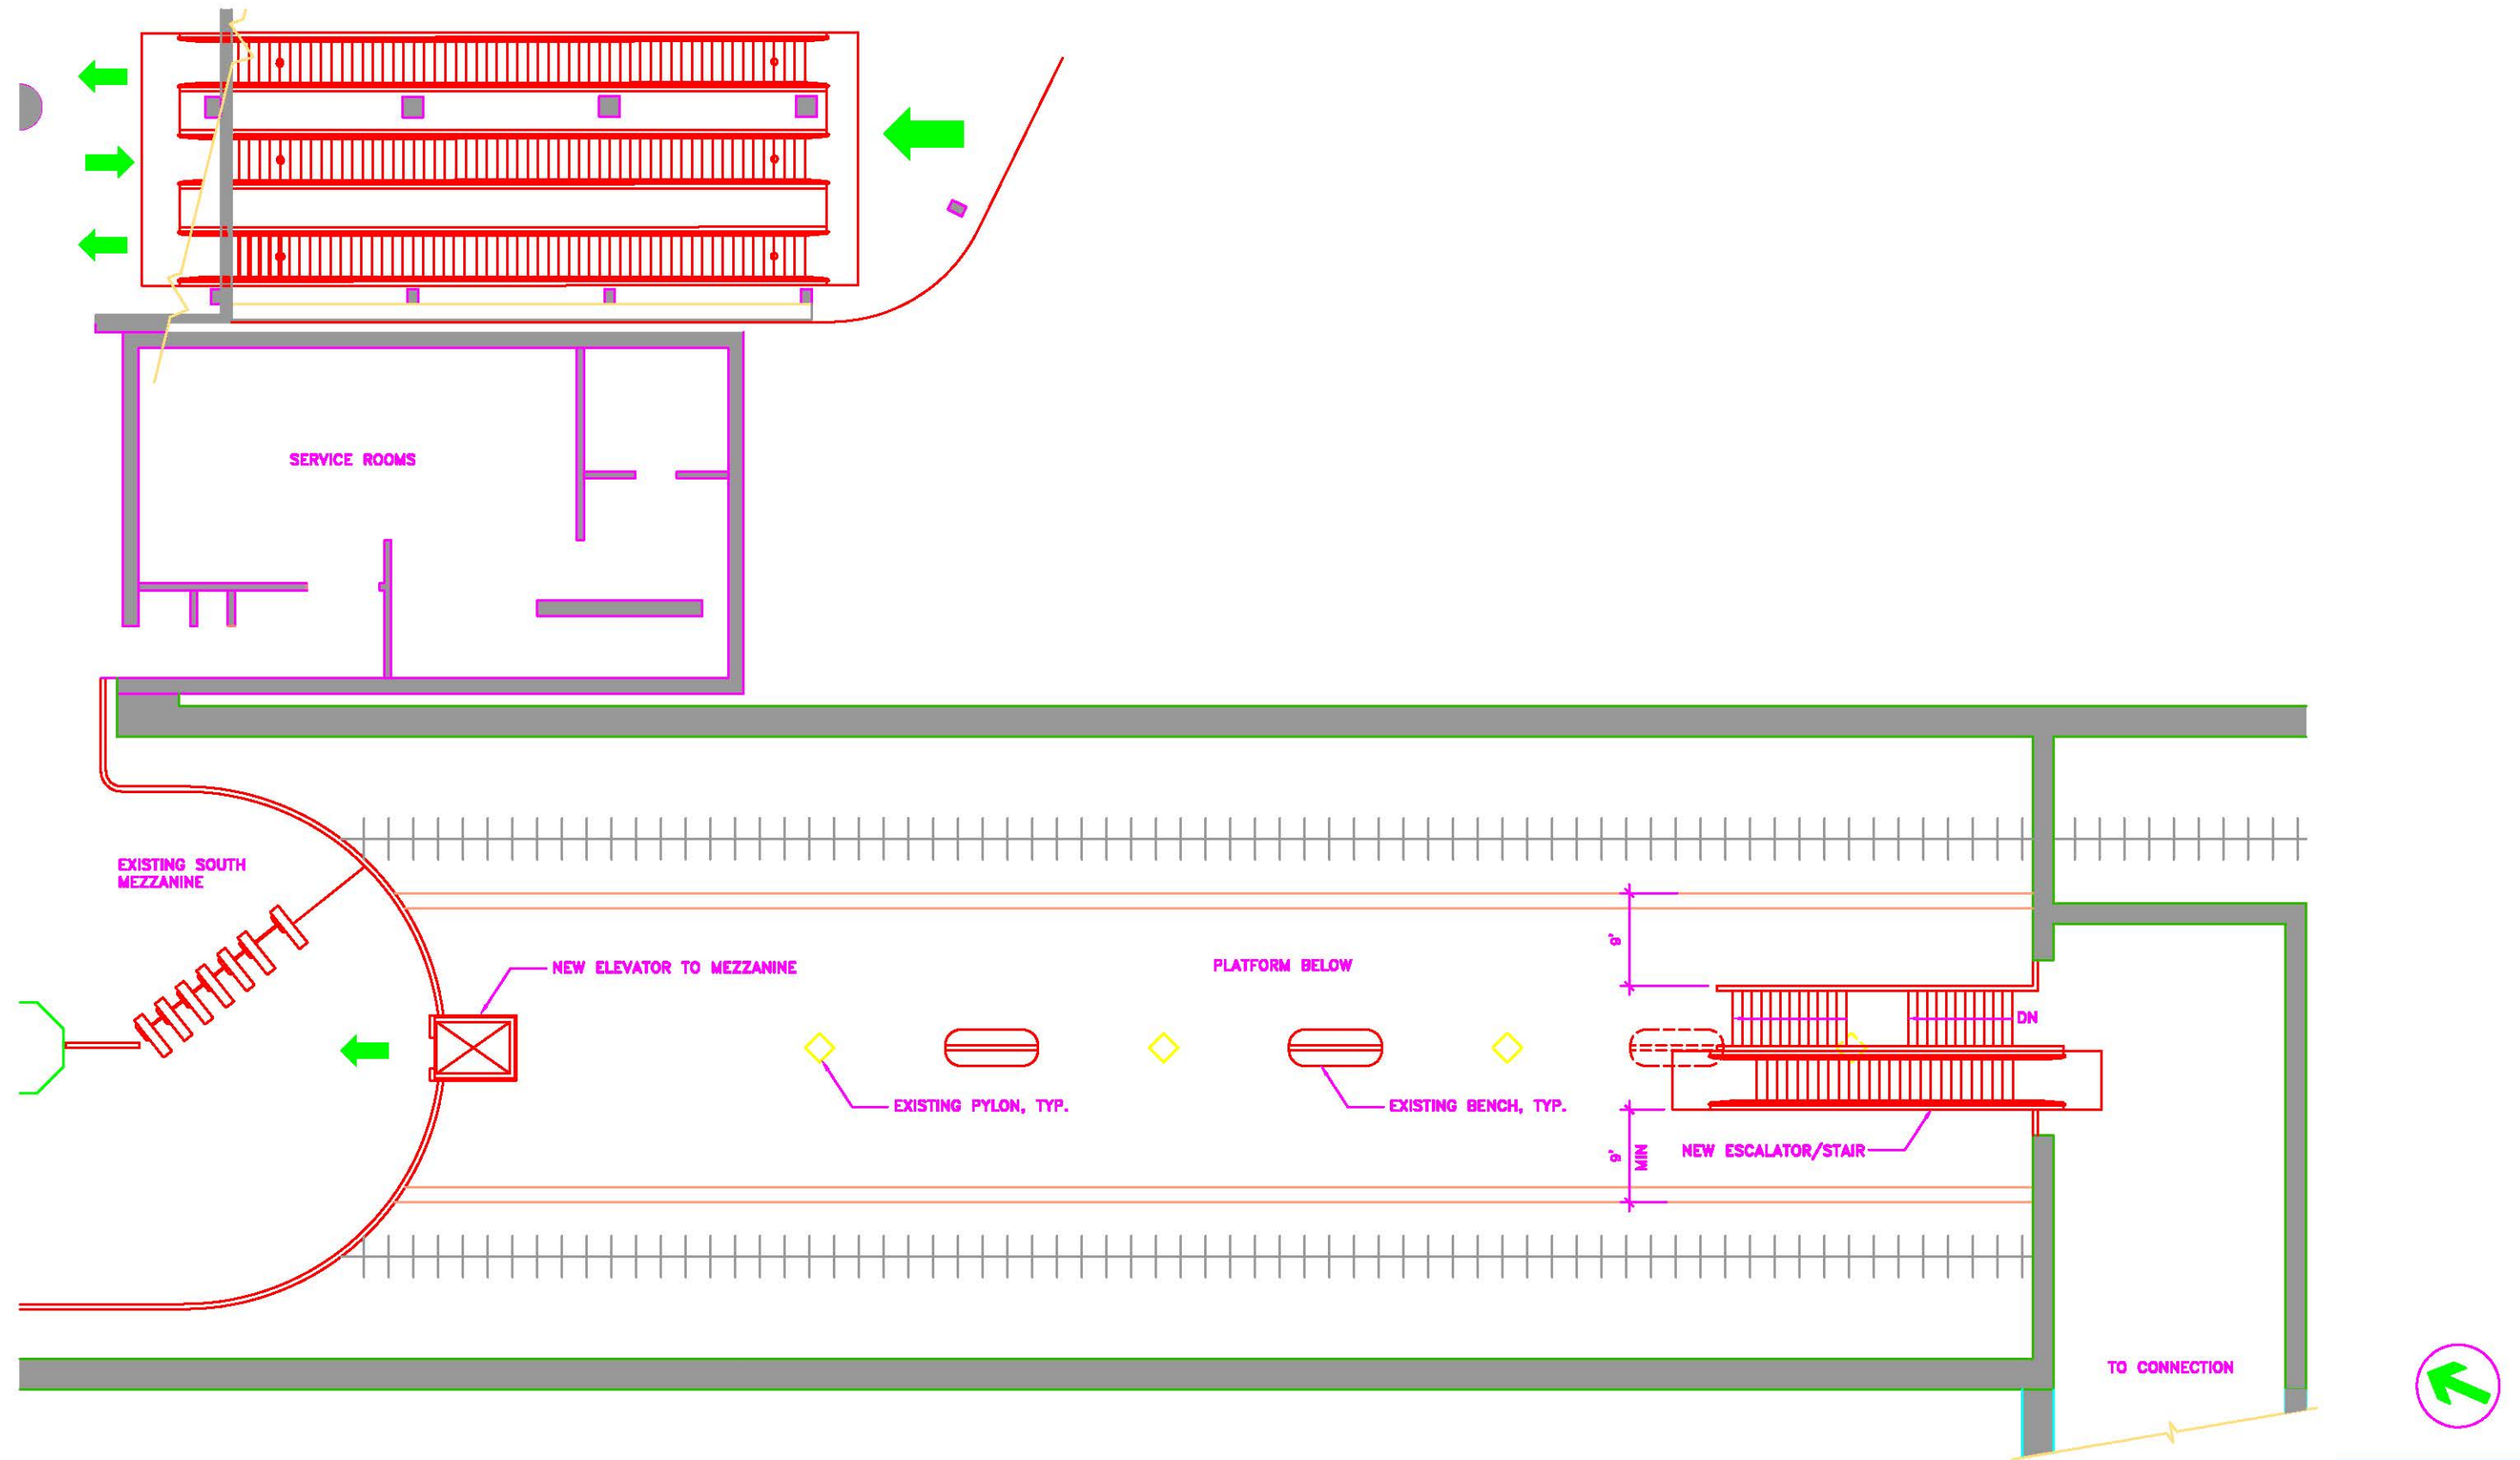 SERVICE ROOMS
EXISTING SOUTH
MEZZANINE
NEW ELEVATOR TO MEZZANINE
PLATFORM BELOW
9'
DN
EXISTING PYLON, TYP.
EXISTING BENCH, TYP.
9'
MIN
NEW ESCALATOR/STAIR
TO CONNECTION